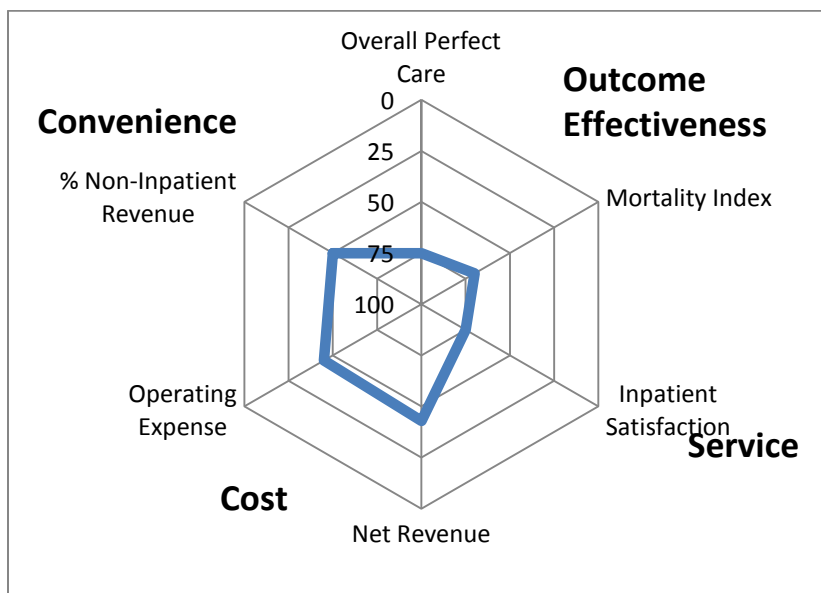 Overall Perfect
Care
Outcome
Effectiveness
Convenience
0
% Non-Inpatient
Revenue
25
50
75
100
Mortality Index
Operating
Expense
Inpatient
Satisfaction
Service
Cost
Net Revenue